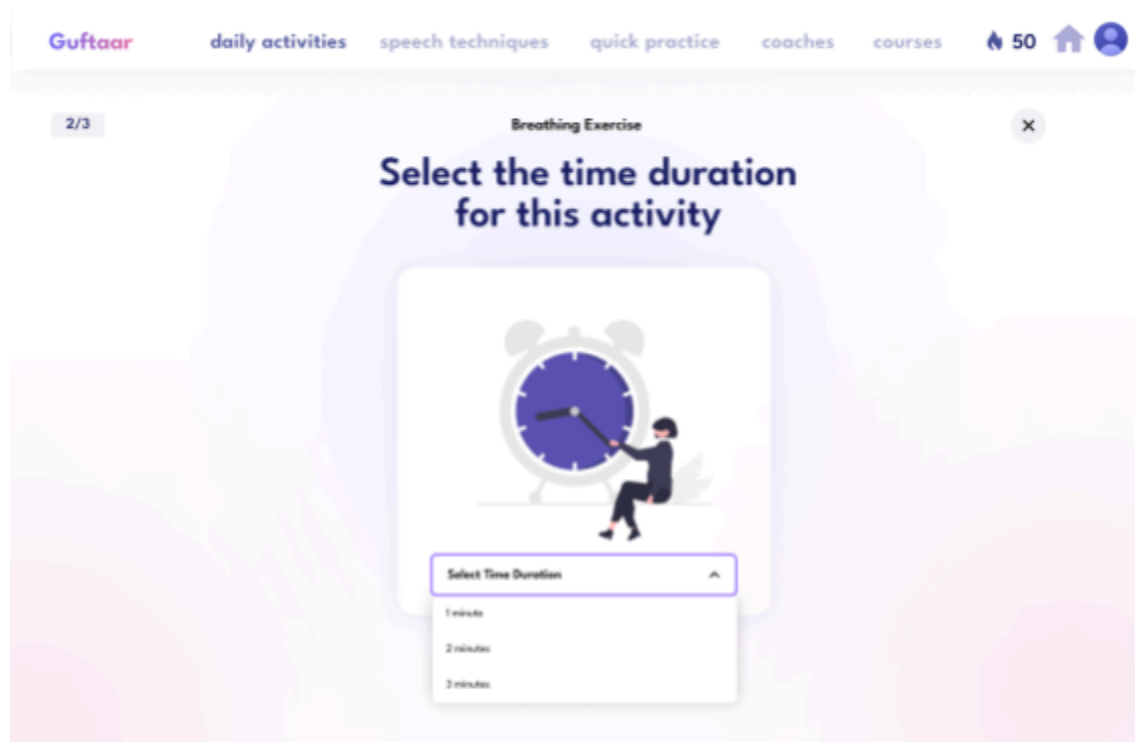 Guftaar daily activities speech techniques quick practice coaches courses 50
2/3 Breathing Exercise ×
Select the time duration
for this activity
Select Time Duration
1 minute
2 minutes
3 minutes